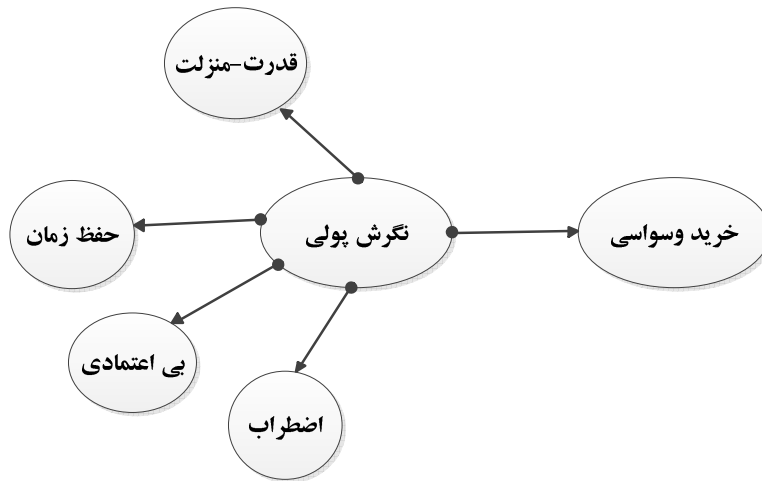 قدرت-منزلت
خرید وسواسی
نگرش پولی
حفظ زمان
بی اعتمادی
اضطراب